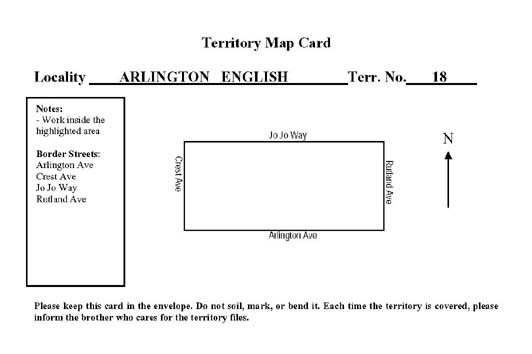 Territory Map Card
Locality ARLINGTON ENGLISH Terr. No. 18
Notes:
- Work inside the
highlighted area
Border Streets:
Arlington Ave
Crest Ave
Jo Jo Way
Rutland Ave
Jo Jo Way
Crest Ave
Rutland Ave
Arlington Ave
N
Please keep this card in the envelope. Do not soil, mark, or bend it. Each time the territory is covered, please
inform the brother who cares for the territory files.